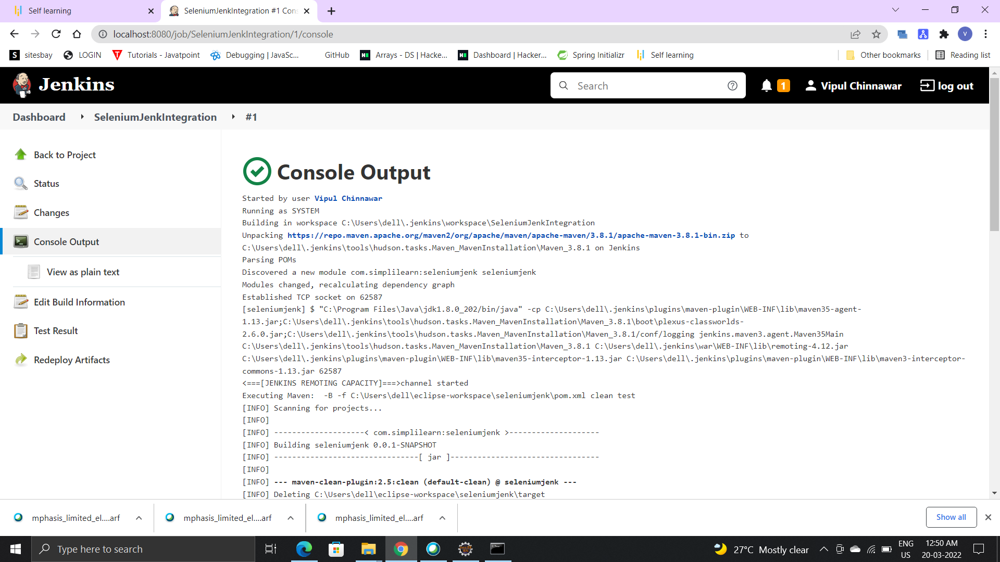 Self learning
SeleniumJenkIntegration #1 Con
localhost:8080/job/SeleniumJenkIntegration/1/console
V
S sitesbay
LOGIN
Tutorials - Javatpoint
Debugging | JavaSc...
GitHub
Arrays - DS | Hacke...
Dashboard | Hacker...
Spring Initializr
Self learning
Other bookmarks
Reading list
Jenkins
Search
1
Vipul Chinnawar
log out
Dashboard
SeleniumJenkIntegration
#1
Back to Project
Status
Changes
Console Output
View as plain text
Edit Build Information
Test Result
Redeploy Artifacts
Console Output
Started by user Vipul Chinnawar
Running as SYSTEM
Building in workspace C:\Users\dell\.jenkins\workspace\SeleniumJenkIntegration
Unpacking https://repo.maven.apache.org/maven2/org/apache/maven/apache-maven/3.8.1/apache-maven-3.8.1-bin.zip to
C:\Users\dell\.jenkins\tools\hudson.tasks.Maven_MavenInstallation\Maven_3.8.1 on Jenkins
Parsing POMs
Discovered a new module com.simplilearn:seleniumjenk seleniumjenk
Modules changed, recalculating dependency graph
Established TCP socket on 62587
[seleniumjenk] $ "C:\Program Files\Java\jdk1.8.0_202/bin/java" -cp C:\Users\dell\.jenkins\plugins\maven-plugin\WEB-INF\lib\maven35-agent-
1.13.jar;C:\Users\dell\.jenkins\tools\hudson.tasks.Maven_MavenInstallation\Maven_3.8.1\boot\plexus-classworlds-
2.6.0.jar;C:\Users\dell\.jenkins\tools\hudson.tasks.Maven_MavenInstallation\Maven_3.8.1/conf/logging jenkins.maven3.agent.Maven35Main
C:\Users\dell\.jenkins\tools\hudson.tasks.Maven_MavenInstallation\Maven_3.8.1 C:\Users\dell\.jenkins\war\WEB-INF\lib\remoting-4.12.jar
C:\Users\dell\.jenkins\plugins\maven-plugin\WEB-INF\lib\maven35-interceptor-1.13.jar C:\Users\dell\.jenkins\plugins\maven-plugin\WEB-INF\lib\maven3-interceptor-
commons-1.13.jar 62587
<===[JENKINS REMOTING CAPACITY]===>channel started
Executing Maven:  -B -f C:\Users\dell\eclipse-workspace\seleniumjenk\pom.xml clean test
[INFO] Scanning for projects...
[INFO]
[INFO] --------------------< com.simplilearn:seleniumjenk >--------------------
[INFO] Building seleniumjenk 0.0.1-SNAPSHOT
[INFO] --------------------------------[ jar ]---------------------------------
[INFO]
[INFO] --- maven-clean-plugin:2.5:clean (default-clean) @ seleniumjenk ---
[INFO] Deleting C:\Users\dell\eclipse-workspace\seleniumjenk\target
mphasis_limited_el....arf
mphasis_limited_el....arf
mphasis_limited_el....arf
Show all
Type here to search
27°C Mostly clear
ENG
US
12:50 AM
20-03-2022